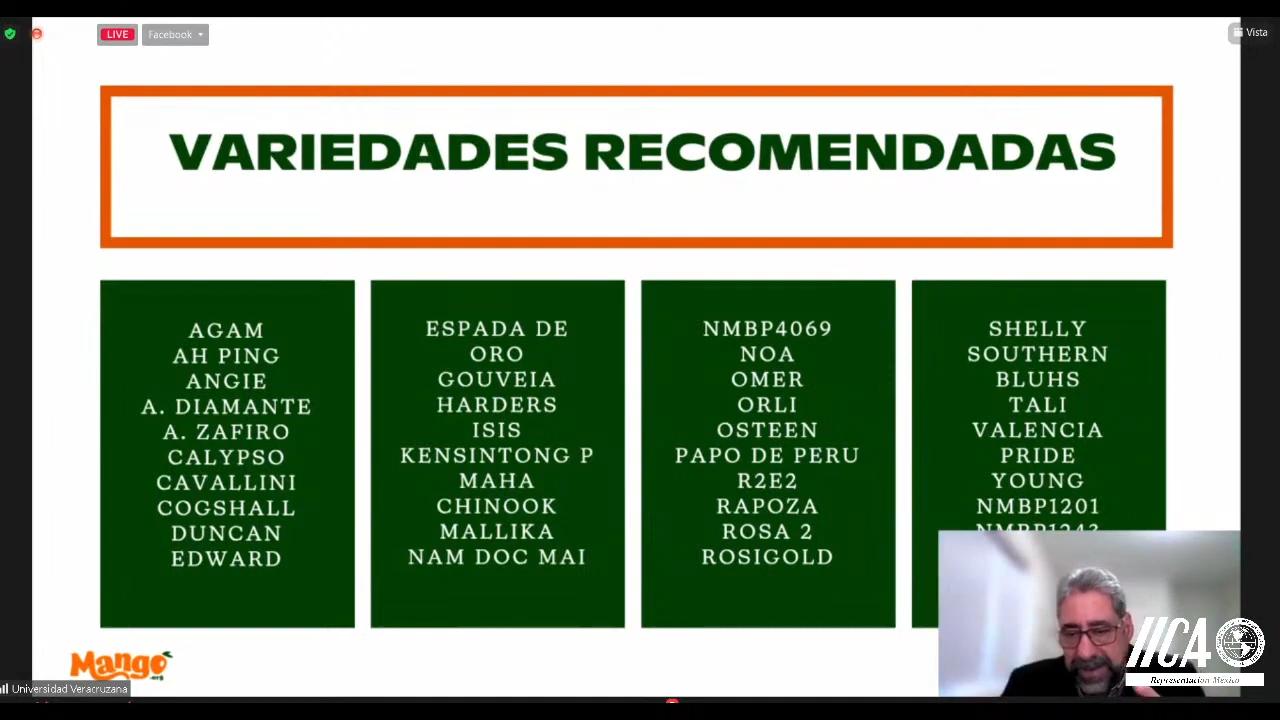 LIVE
Facebook
Vista
VARIEDADES RECOMENDADAS
AGAM
AH PING
ANGIE
A. DIAMANTE
A. ZAFIRO
CALYPSO
CAVALLINI
COGSHALL
DUNCAN
EDWARD
ESPADA DE
ORO
GOUVEIA
HARDERS
ISIS
KENSINTONG P
MAHA
CHINOOK
MALLIKA
NAM DOC MAI
NMBP4069
NOA
OMER
ORLI
OSTEEN
PAPO DE PERU
R2E2
RAPOZA
ROSA 2
ROSIGOLD
SHELLY
SOUTHERN
BLUHS
TALI
VALENCIA
PRIDE
YOUNG
NMBP1201
NMBP1243
Mango.org
Universidad Veracruzana
IICA
Representación México